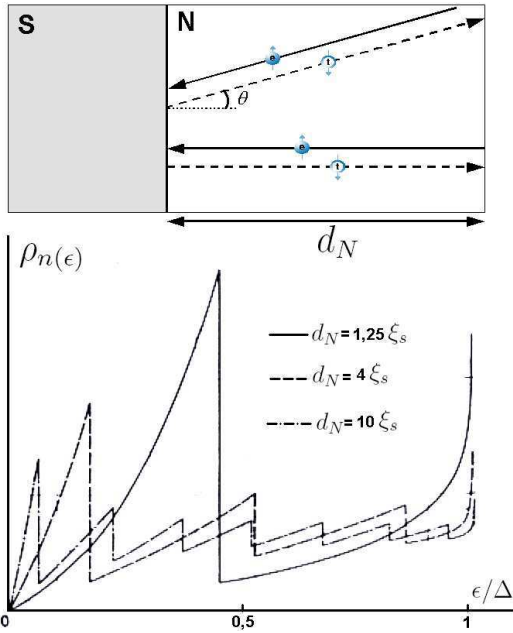 S
N
e
t
θ
e
t
d_N
ρ_n(ϵ)
d_N = 1,25 ξ_s
d_N = 4 ξ_s
d_N = 10 ξ_s
ϵ/Δ
0
0,5
1